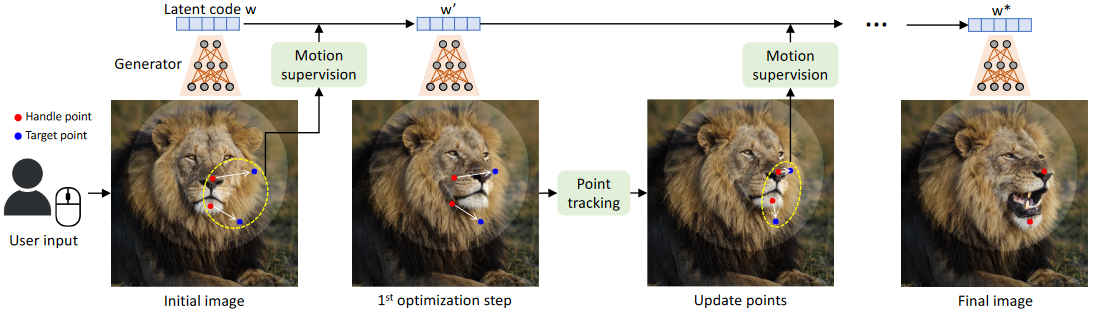 Latent code w
w’
w*
Generator
Motion
supervision
Motion
supervision
Handle point
Target point
Point
tracking
User input
Initial image
1st optimization step
Update points
Final image